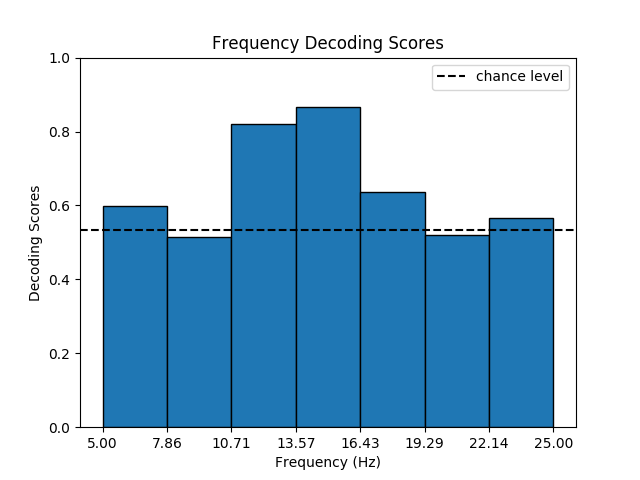 Frequency Decoding Scores
chance level
1.0
0.8
0.6
0.4
0.2
0.0
Decoding Scores
5.00 7.86 10.71 13.57 16.43 19.29 22.14 25.00
Frequency (Hz)